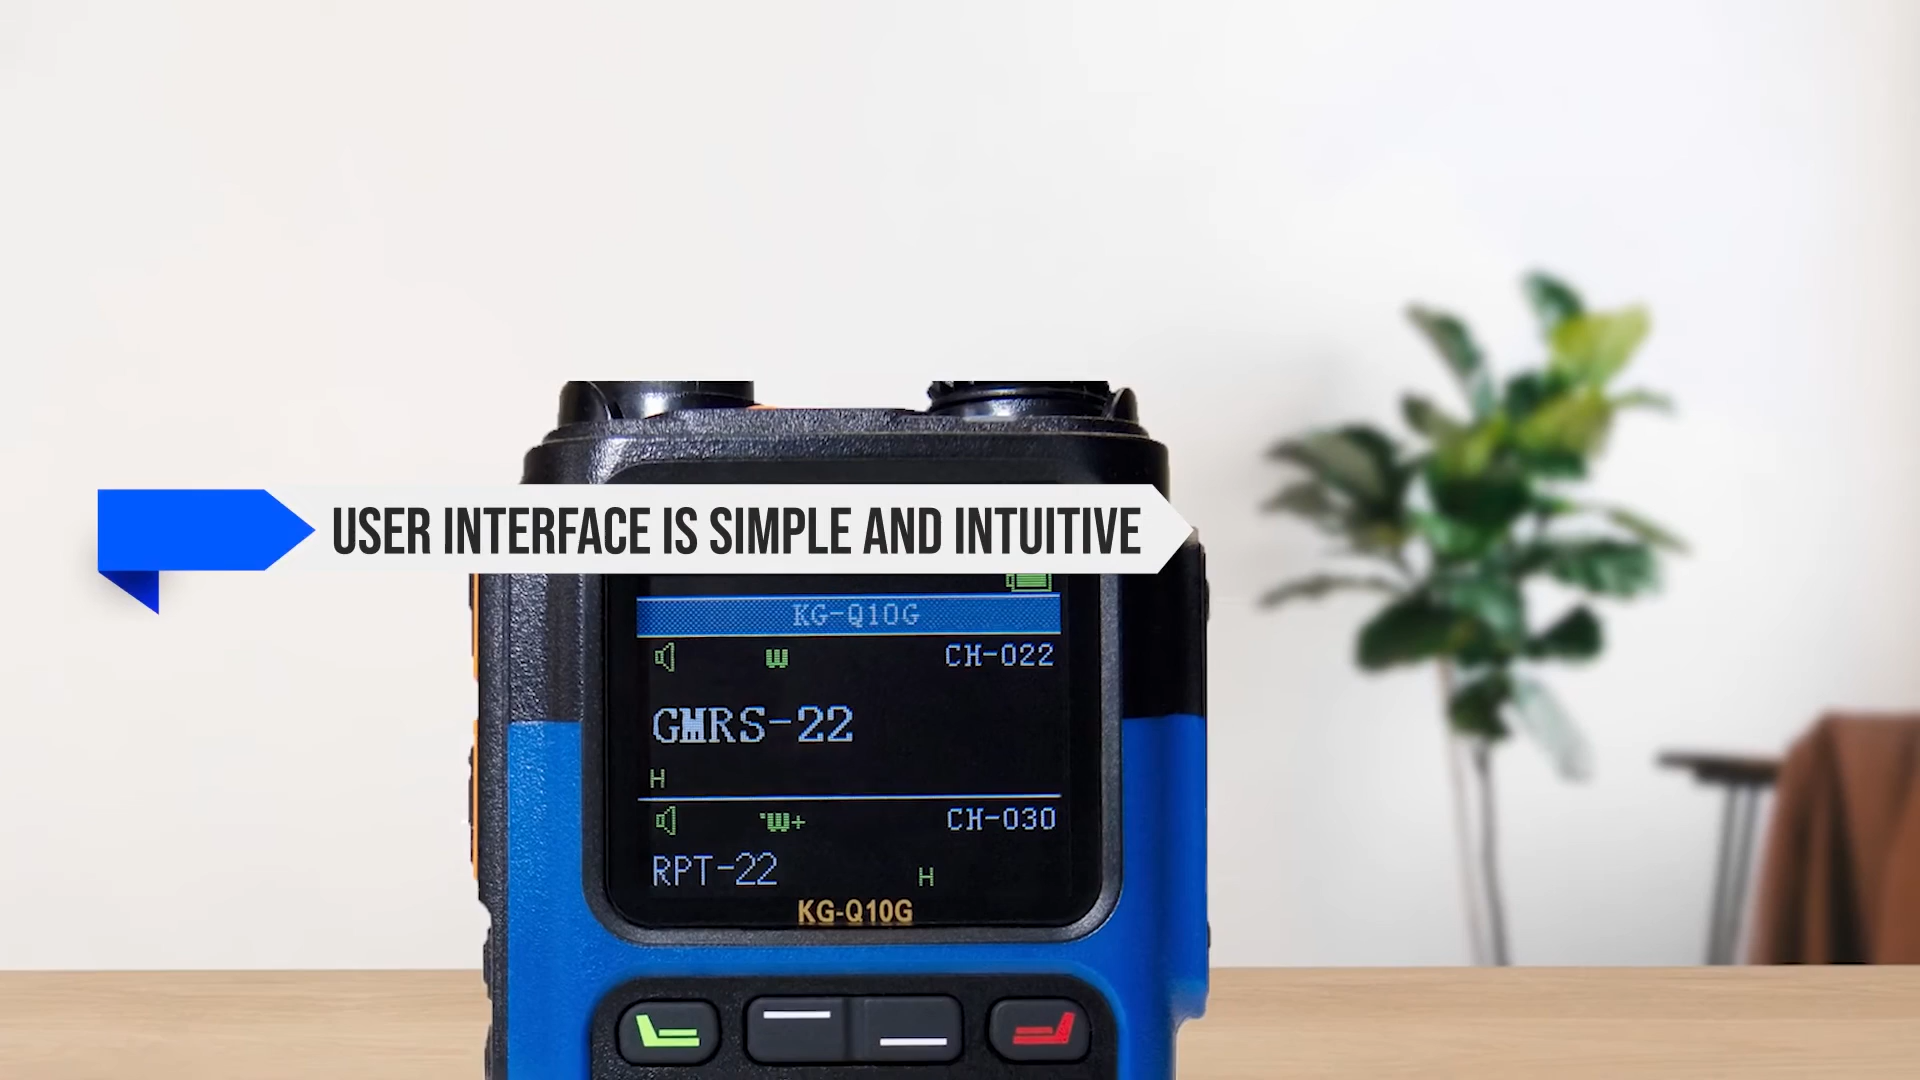 USER INTERFACE IS SIMPLE AND INTUITIVE
KG-Q10G
W CH-022
GMRS-22
H
W+ CH-030
RPT-22 H
KG-Q10G